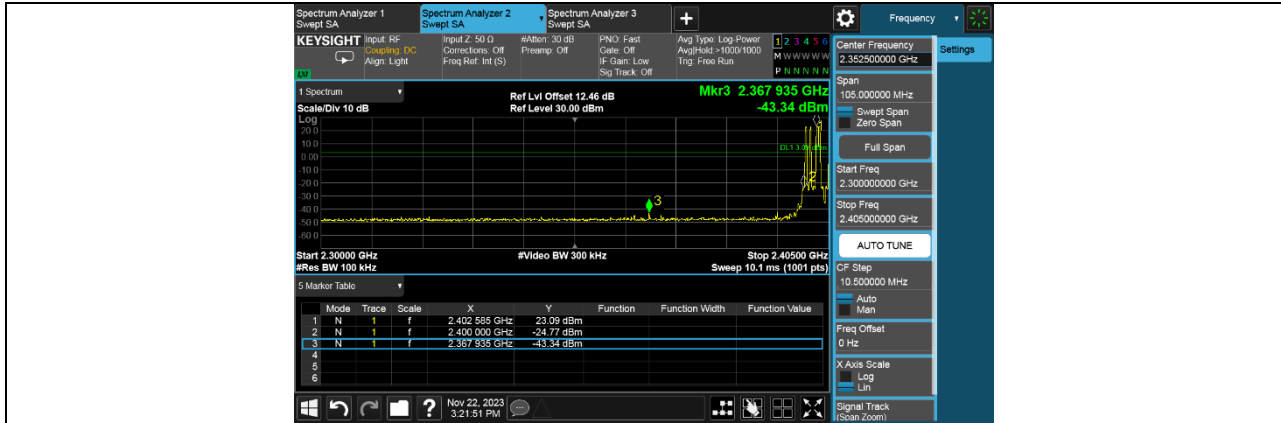 Spectrum Analyzer 1
Swept SA
Spectrum Analyzer 2
Swept SA
Spectrum Analyzer 3
Swept SA
+
Frequency
KEYSIGHT
Input: RF
Coupling: DC
Align: Light
Input Z: 50 Ω
Corrections: Off
Freq Ref: Int (S)
#Atten: 30 dB
Preamp: Off
PNO: Fast
Gate: Off
IF Gain: Low
Sig Track: Off
Avg Type: Log-Power
Avg|Hold:>1000/1000
Trig: Free Run
1 2 3 4 5 6
M W W W W W
P N N N N N
LXI
1 Spectrum
Scale/Div 10 dB
Ref Lvl Offset 12.46 dB
Ref Level 30.00 dBm
Mkr3 2.367 935 GHz
-43.34 dBm
Log
20.0
10.0
0.00
-10.0
-20.0
-30.0
-40.0
-50.0
-60.0
2
3
Start 2.30000 GHz
#Res BW 100 kHz
#Video BW 300 kHz
Stop 2.40500 GHz
Sweep 10.1 ms (1001 pts)
5 Marker Table
Mode Trace Scale X Y Function Function Width Function Value
1 N 1 f 2.402 585 GHz 23.09 dBm
2 N 1 f 2.400 000 GHz -24.77 dBm
3 N 1 f 2.367 935 GHz -43.34 dBm
4
5
6
Nov 22, 2023
3:21:51 PM
?
Settings
Center Frequency
2.352500000 GHz
Span
105.000000 MHz
Swept Span
Zero Span
Full Span
Start Freq
2.300000000 GHz
Stop Freq
2.405000000 GHz
AUTO TUNE
CF Step
10.500000 MHz
Auto
Man
Freq Offset
0 Hz
X Axis Scale
Log
Lin
Signal Track
(Span Zoom)